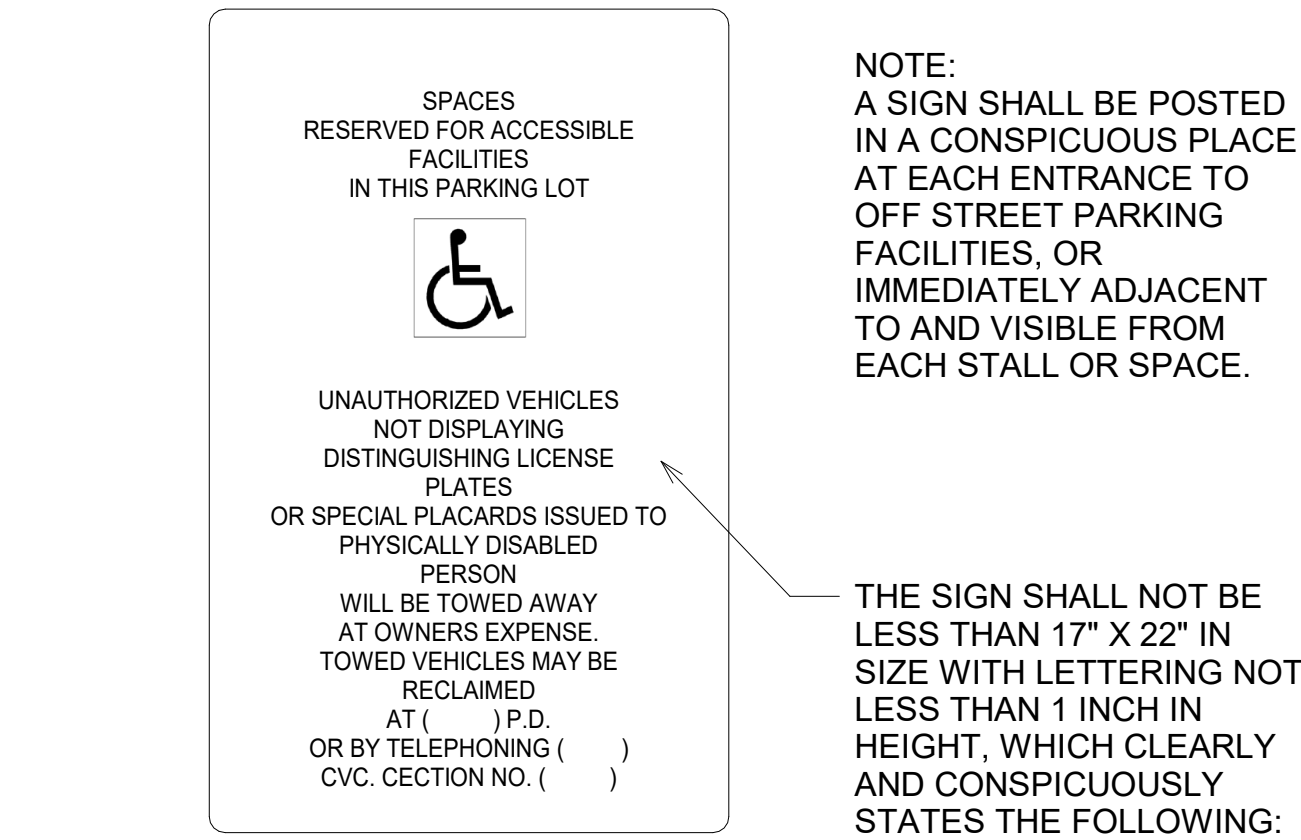 SPACES
RESERVED FOR ACCESSIBLE
FACILITIES
IN THIS PARKING LOT
UNAUTHORIZED VEHICLES
NOT DISPLAYING
DISTINGUISHING LICENSE
PLATES
OR SPECIAL PLACARDS ISSUED TO
PHYSICALLY DISABLED
PERSON
WILL BE TOWED AWAY
AT OWNERS EXPENSE.
TOWED VEHICLES MAY BE
RECLAIMED
AT (        ) P.D.
OR BY TELEPHONING (       )
CVC. CECTION NO. (        )
NOTE:
A SIGN SHALL BE POSTED
IN A CONSPICUOUS PLACE
AT EACH ENTRANCE TO
OFF STREET PARKING
FACILITIES, OR
IMMEDIATELY ADJACENT
TO AND VISIBLE FROM
EACH STALL OR SPACE.
THE SIGN SHALL NOT BE
LESS THAN 17" X 22" IN
SIZE WITH LETTERING NOT
LESS THAN 1 INCH IN
HEIGHT, WHICH CLEARLY
AND CONSPICUOUSLY
STATES THE FOLLOWING: